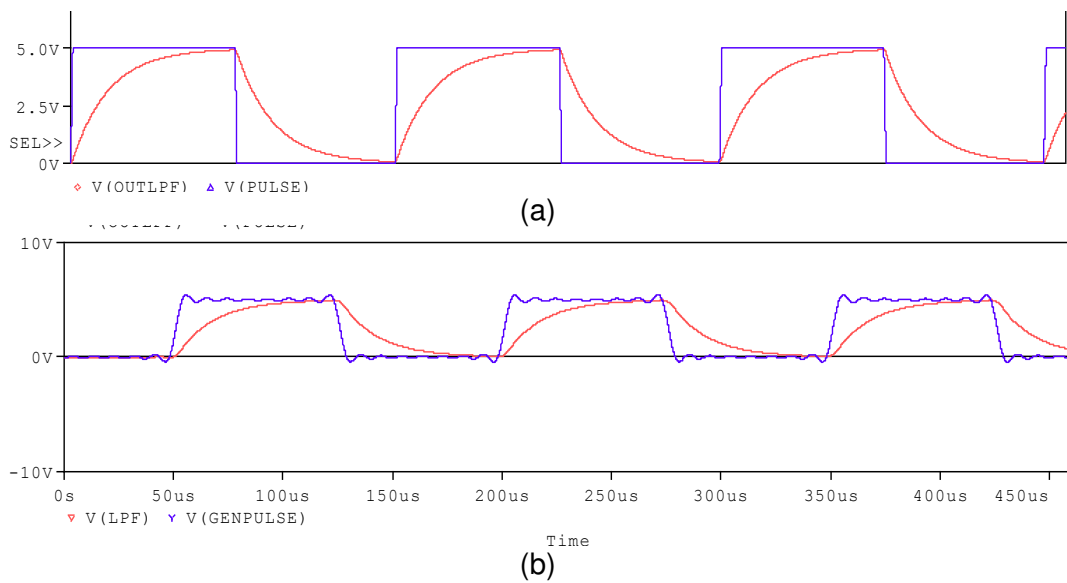 5.0V
2.5V
SEL>>
0V
V(OUTLPF) V(PULSE)
(a)
10V
0V
-10V
0s 50us 100us 150us 200us 250us 300us 350us 400us 450us
V(LPF) V(GENPULSE)
Time
(b)